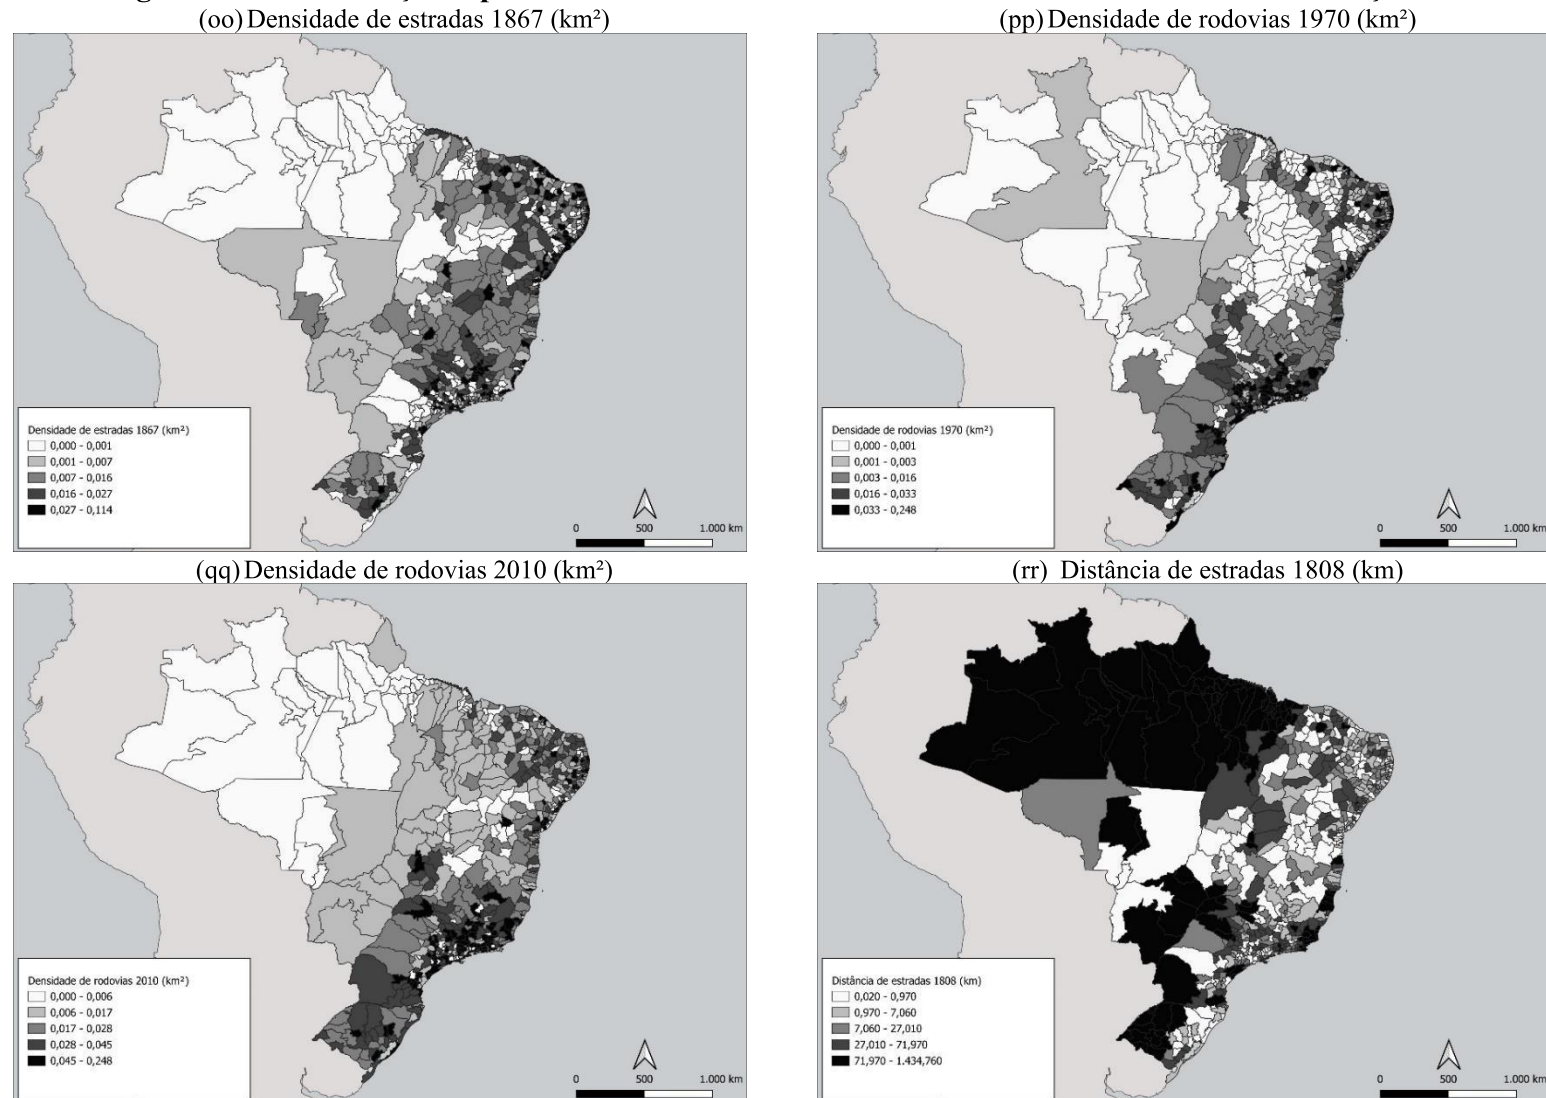 (oo) Densidade de estradas 1867 (km²)
(pp) Densidade de rodovias 1970 (km²)
Densidade de estradas 1867 (km²)
0,000 - 0,001
0,001 - 0,007
0,007 - 0,016
0,016 - 0,027
0,027 - 0,114
0 500 1.000 km
Densidade de rodovias 1970 (km²)
0,000 - 0,001
0,001 - 0,003
0,003 - 0,016
0,016 - 0,033
0,033 - 0,248
0 500 1.000 km
(qq) Densidade de rodovias 2010 (km²)
(rr) Distância de estradas 1808 (km)
Densidade de rodovias 2010 (km²)
0,000 - 0,006
0,006 - 0,017
0,017 - 0,028
0,028 - 0,045
0,045 - 0,248
0 500 1.000 km
Distância de estradas 1808 (km)
0,020 - 0,970
0,970 - 7,060
7,060 - 27,010
27,010 - 71,970
71,970 - 1.434,760
0 500 1.000 km